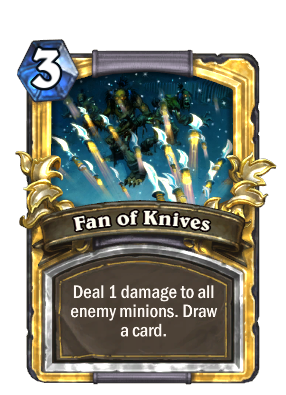 3
Fan of Knives
Deal 1 damage to all
enemy minions. Draw
a card.